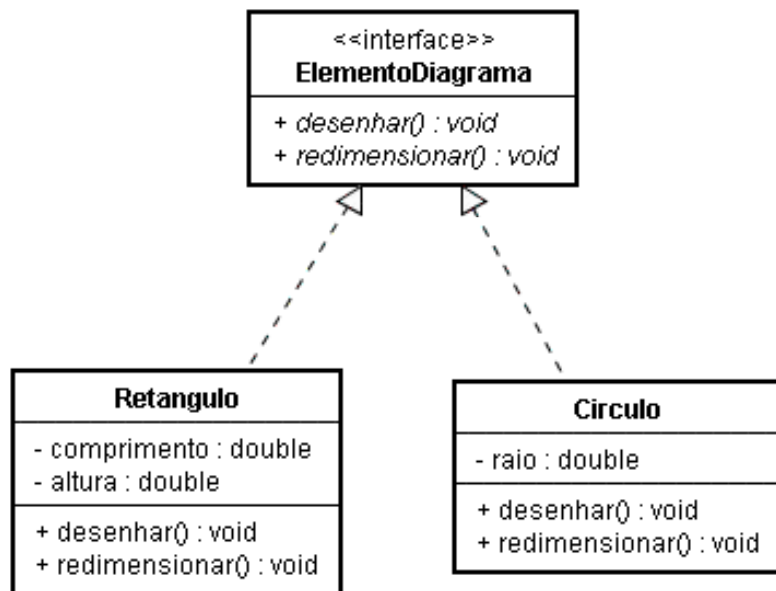 <<interface>>
ElementoDiagrama
+ desenhar() : void
+ redimensionar() : void
Retangulo
- comprimento : double
- altura : double
+ desenhar() : void
+ redimensionar() : void
Circulo
- raio : double
+ desenhar() : void
+ redimensionar() : void